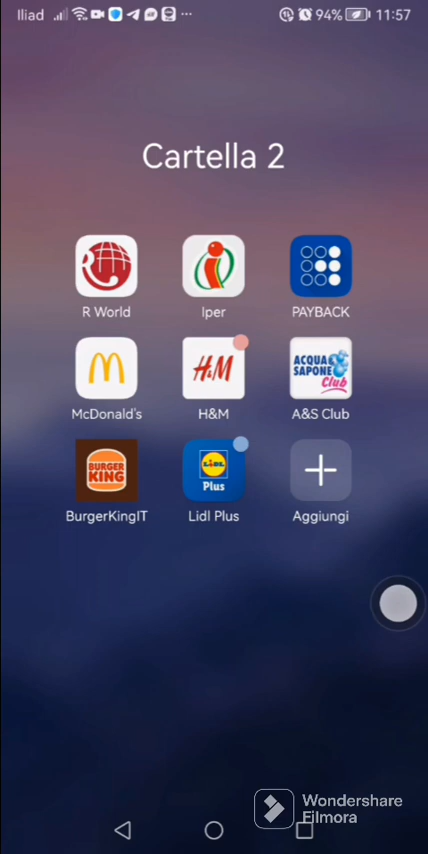 Iliad 94% 11:57
Cartella 2
R World Iper PAYBACK
H&M ACQUA & SAPONE Club
McDonald's H&M A&S Club
BURGER KING LIDL Plus
BurgerKingIT Lidl Plus Aggiungi
Wondershare
Filmora